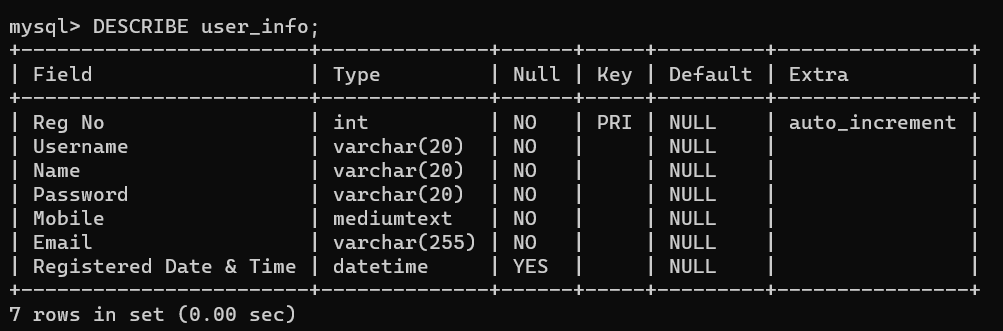 mysql> DESCRIBE user_info;
+------------------------+--------------+------+-----+---------+----------------+
| Field                  | Type         | Null | Key | Default | Extra          |
+------------------------+--------------+------+-----+---------+----------------+
| Reg No                 | int          | NO   | PRI | NULL    | auto_increment |
| Username               | varchar(20)  | NO   |     | NULL    |                |
| Name                   | varchar(20)  | NO   |     | NULL    |                |
| Password               | varchar(20)  | NO   |     | NULL    |                |
| Mobile                 | mediumtext   | NO   |     | NULL    |                |
| Email                  | varchar(255) | NO   |     | NULL    |                |
| Registered Date & Time | datetime     | YES  |     | NULL    |                |
+------------------------+--------------+------+-----+---------+----------------+
7 rows in set (0.00 sec)